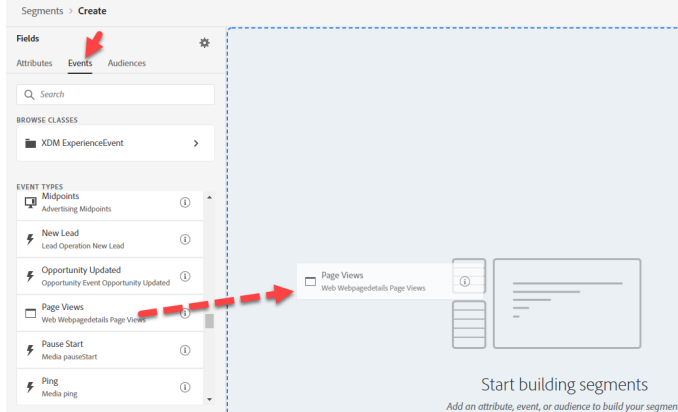 Segments > Create
Fields
Attributes Events Audiences
Search
BROWSE CLASSES
XDM ExperienceEvent
EVENT TYPES
Midpoints
Advertising Midpoints
New Lead
Lead Operation New Lead
Opportunity Updated
Opportunity Event Opportunity Updated
Page Views
Web Webpagedetails Page Views
Pause Start
Media pauseStart
Ping
Media ping
Page Views
Web Webpagedetails Page Views
Start building segments
Add an attribute, event, or audience to build your segmen